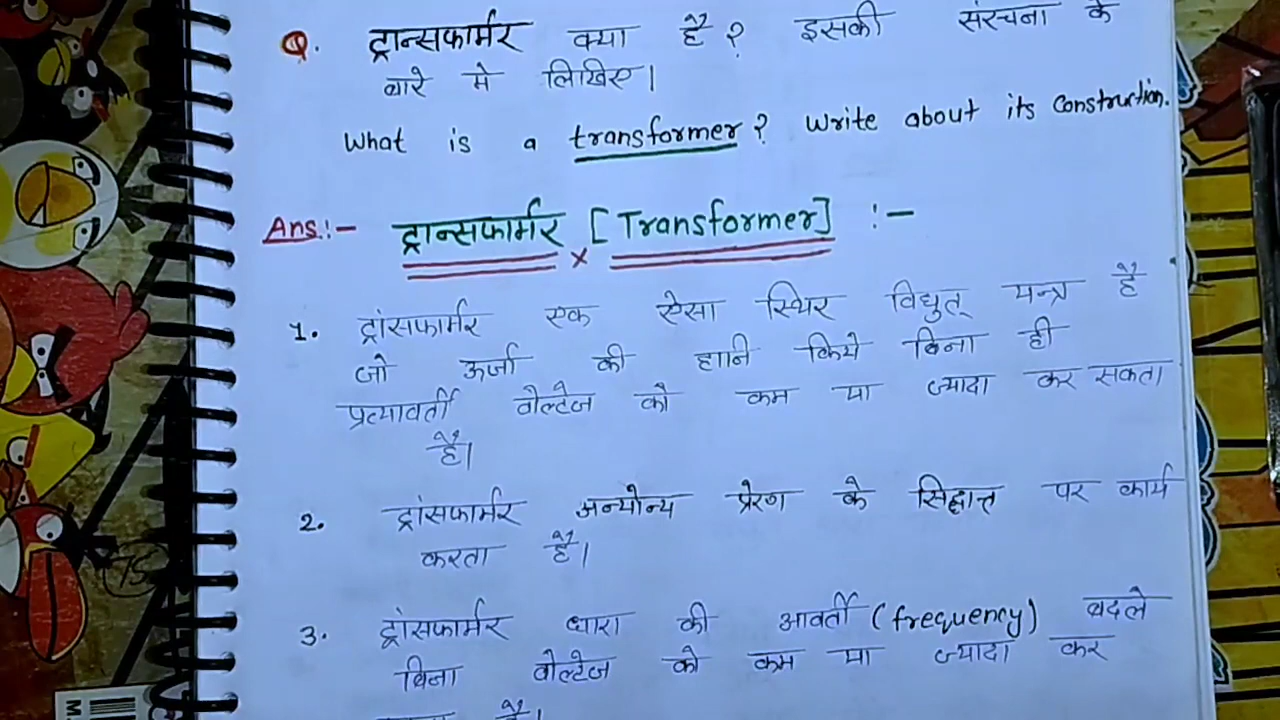 Q. ट्रान्सफार्मर क्या है? इसकी संरचना के
बारे मे लिखिए।
What is a transformer? Write about its construction.
Ans:- ट्रान्सफार्मर [Transformer] :-
1. ट्रांसफार्मर एक ऐसा स्थिर विधुत् यन्त्र है
जो ऊर्जा की हानि किये बिना ही
प्रत्यावर्ती वोल्टेज को कम या ज्यादा कर सकता
है।
2. ट्रांसफार्मर अन्योन्य प्रेरण के सिद्धान्त पर कार्य
करता है।
3. ट्रांसफार्मर धारा की आवर्ती (frequency) बदले
बिना वोल्टेज को कम या ज्यादा कर
है।
75